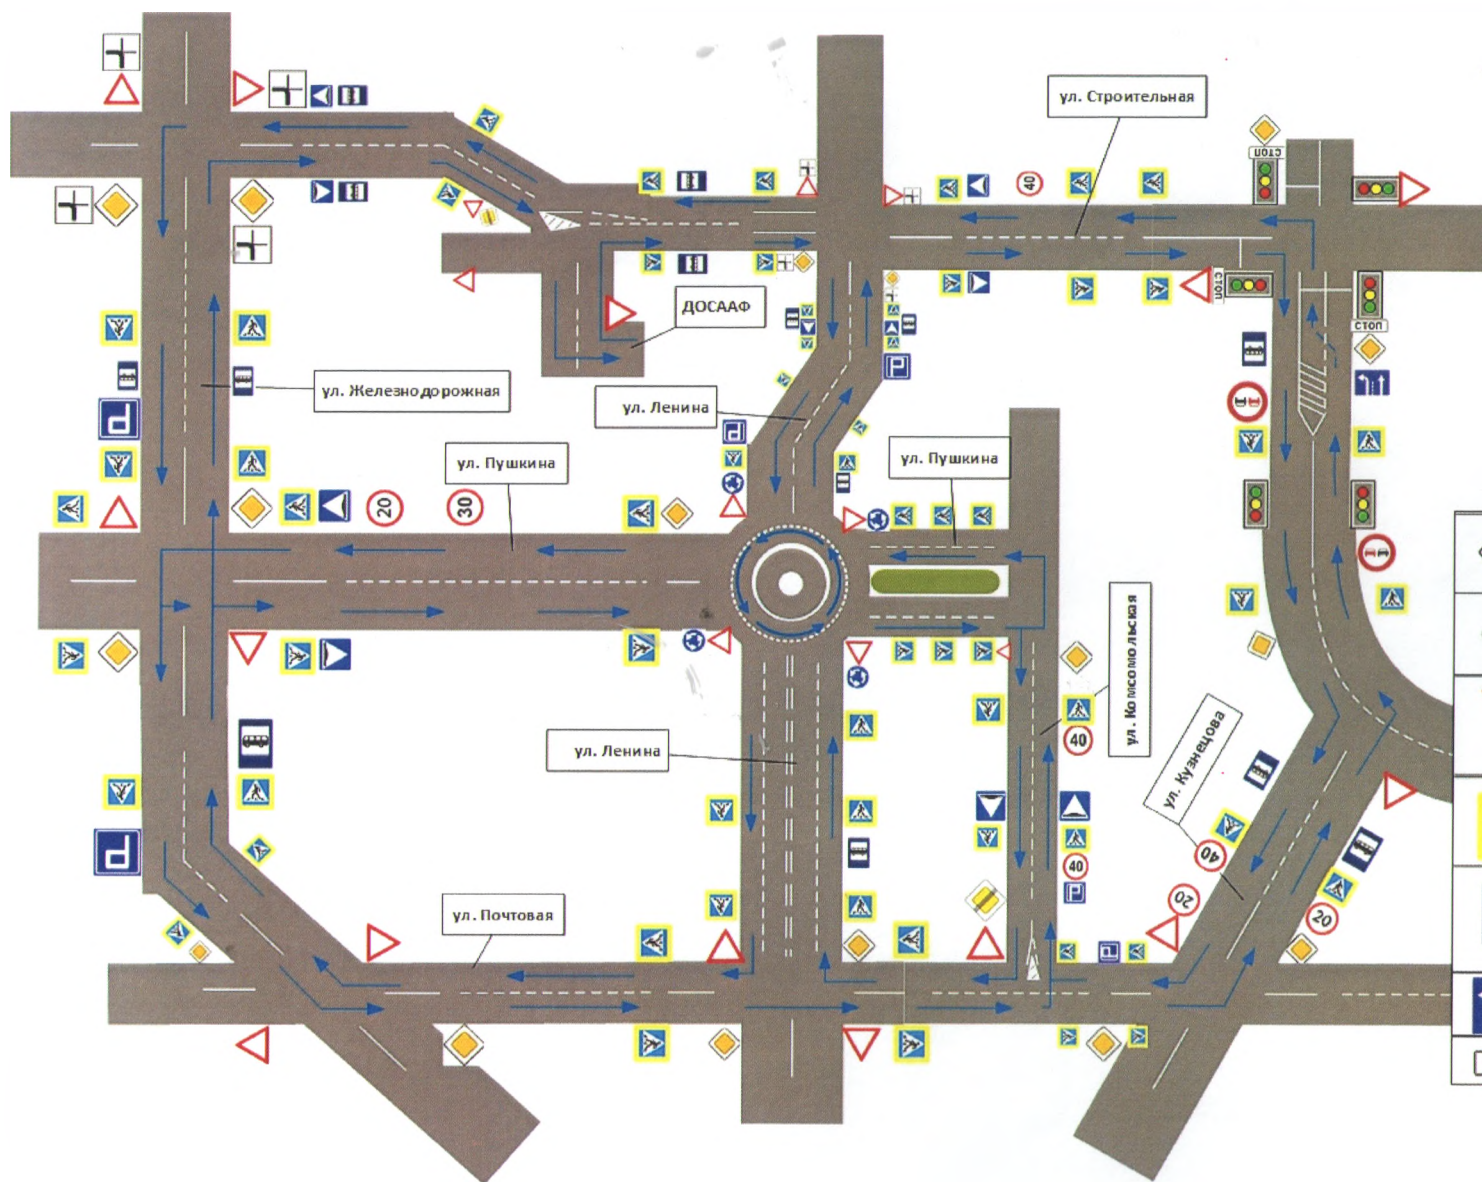 ул. Строительная
СТОП
40
СТОП
ДОСААФ
ул. Железнодорожная
ул. Ленина
СТОП
P
P
ул. Пушкина
ул. Пушкина
P
20
30
ул. Комсомольская
ул. Ленина
40
ул. Кузнецова
40
P
40
P
20
20
ул. Почтовая
P